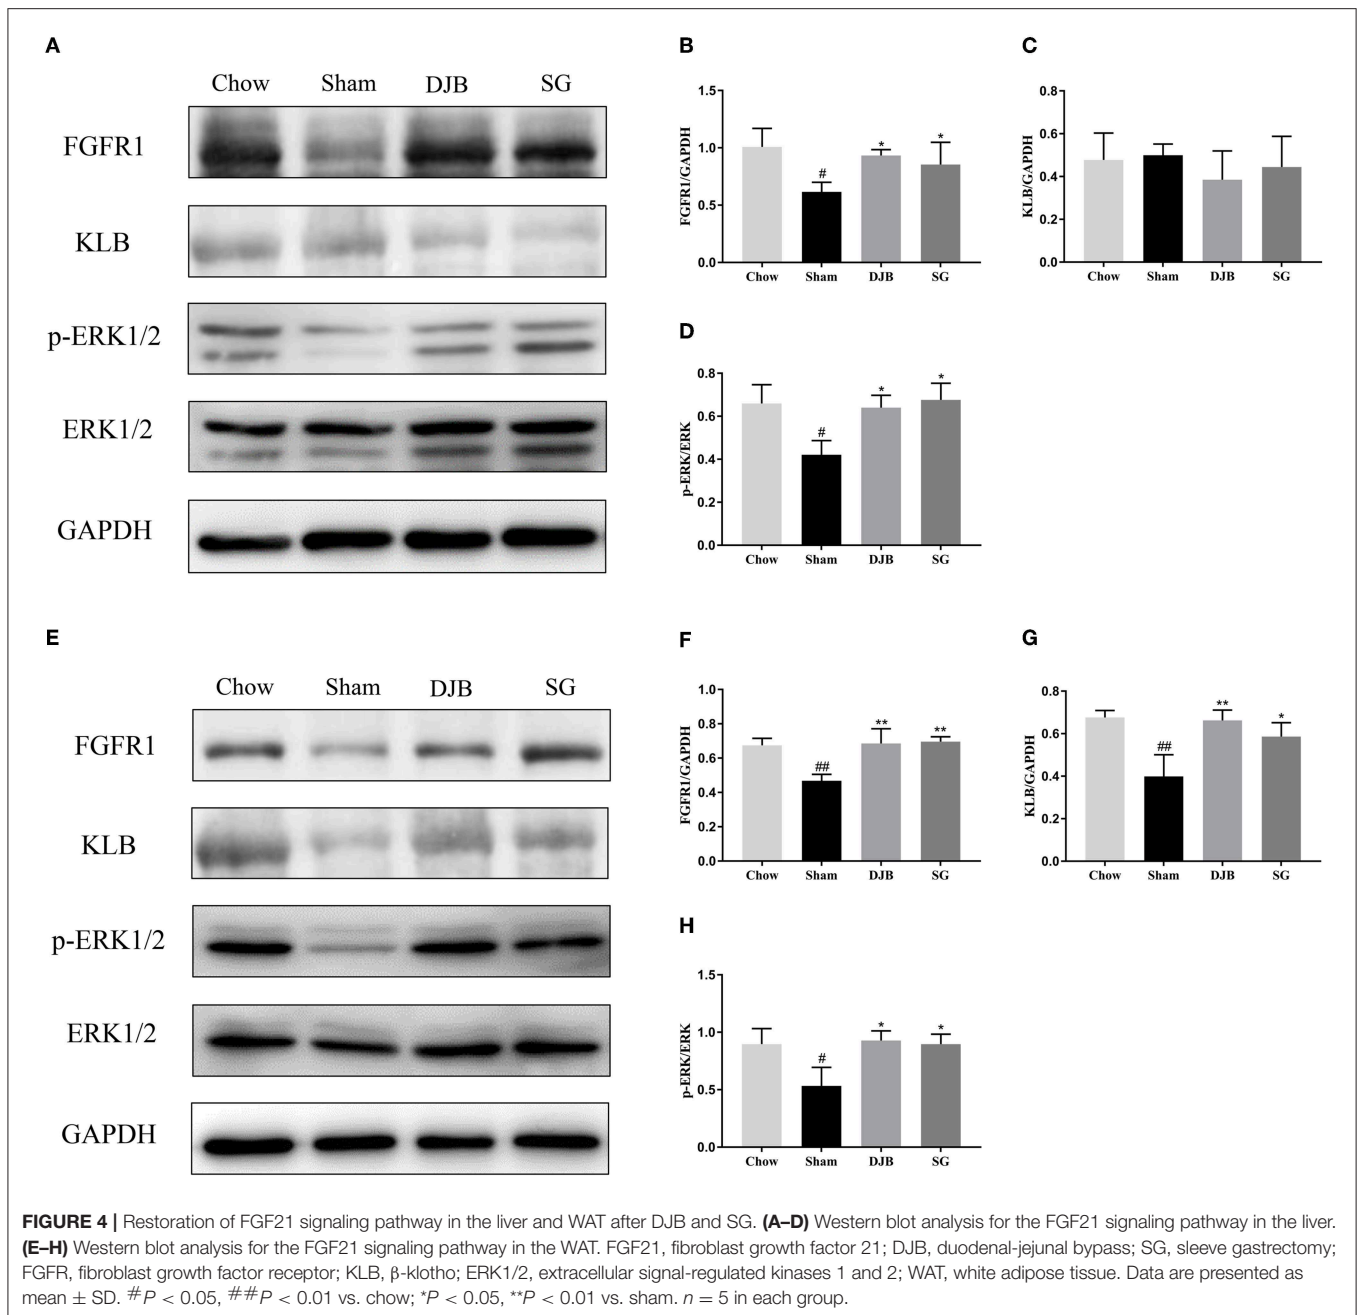 A
Chow Sham DJB SG
FGFR1
KLB
p-ERK1/2
ERK1/2
GAPDH
B
FGFR1/GAPDH
1.5
1.0
0.5
0.0
#
*
*
Chow Sham DJB SG
C
KLB/GAPDH
0.8
0.6
0.4
0.2
0.0
Chow Sham DJB SG
D
p-ERK/ERK
0.8
0.6
0.4
0.2
0.0
#
*
*
Chow Sham DJB SG
E
Chow Sham DJB SG
FGFR1
KLB
p-ERK1/2
ERK1/2
GAPDH
F
FGFR1/GAPDH
1.0
0.8
0.6
0.4
0.2
0.0
##
**
**
Chow Sham DJB SG
G
KLB/GAPDH
0.8
0.6
0.4
0.2
0.0
##
**
*
Chow Sham DJB SG
H
p-ERK/ERK
1.5
1.0
0.5
0.0
#
*
*
Chow Sham DJB SG
FIGURE 4 | Restoration of FGF21 signaling pathway in the liver and WAT after DJB and SG. (A–D) Western blot analysis for the FGF21 signaling pathway in the liver.
(E–H) Western blot analysis for the FGF21 signaling pathway in the WAT. FGF21, fibroblast growth factor 21; DJB, duodenal-jejunal bypass; SG, sleeve gastrectomy;
FGFR, fibroblast growth factor receptor; KLB, β-klotho; ERK1/2, extracellular signal-regulated kinases 1 and 2; WAT, white adipose tissue. Data are presented as
mean ± SD. #P < 0.05, ##P < 0.01 vs. chow; *P < 0.05, **P < 0.01 vs. sham. n = 5 in each group.